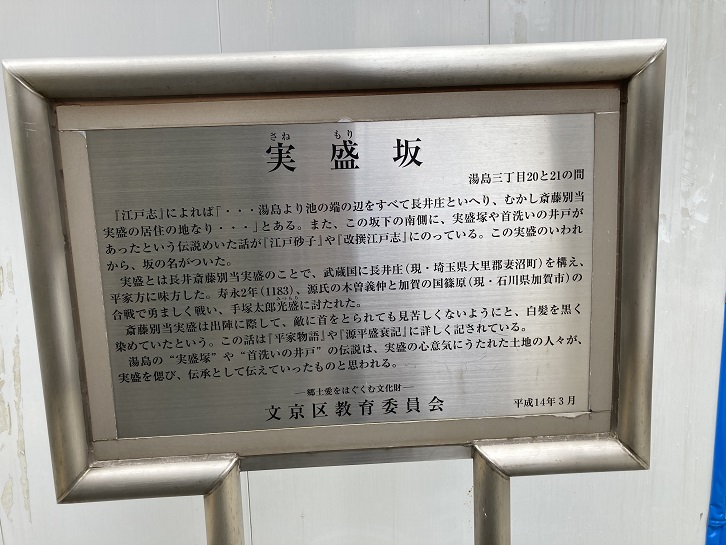 さね もり
実盛坂
湯島三丁目20と21の間
『江戸志』によれば「・・・湯島より池の端の辺をすべて長井庄といへり、むかし斎藤別当
実盛の居住の地なり・・・」とある。また、この坂下の南側に、実盛塚や首洗いの井戸が
あったという伝説めいた話が『江戸砂子』や『改撰江戸志』にのっている。この実盛のいわれ
から、坂の名がついた。
実盛とは長井斎藤別当実盛のことで、武蔵国に長井庄（現・埼玉県大里郡妻沼町）を構え、
平家方に味方した。寿永2年（1183）、源氏の木曽義仲と加賀の国篠原（現・石川県加賀市）の
合戦で勇ましく戦い、手塚太郎光盛に討たれた。
斎藤別当実盛は出陣に際して、敵に首をとられても見苦しくないようにと、白髪を黒く
染めていたという。この話は『平家物語』や『源平盛衰記』に詳しく記されている。
湯島の“実盛塚”や“首洗いの井戸”の伝説は、実盛の心意気にうたれた土地の人々が、
実盛を偲び、伝承として伝えていったものと思われる。
―郷土愛をはぐくむ文化財―
文京区教育委員会
平成14年3月